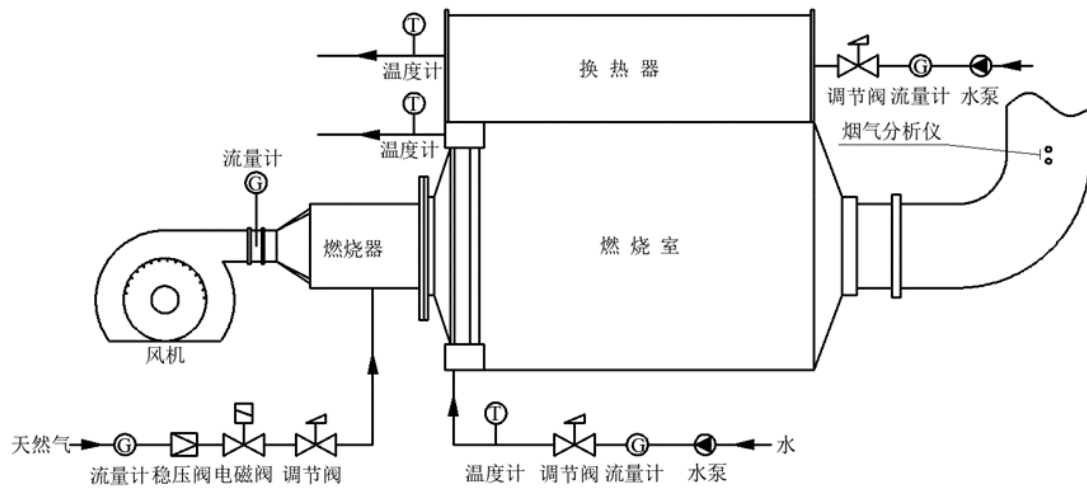 T
温度计
换热器
G
调节阀 流量计 水泵
T
温度计
烟气分析仪
流量计
G
燃烧器
燃烧室
风机
天然气
G
流量计 稳压阀 电磁阀 调节阀
T
G
水
温度计 调节阀 流量计 水泵